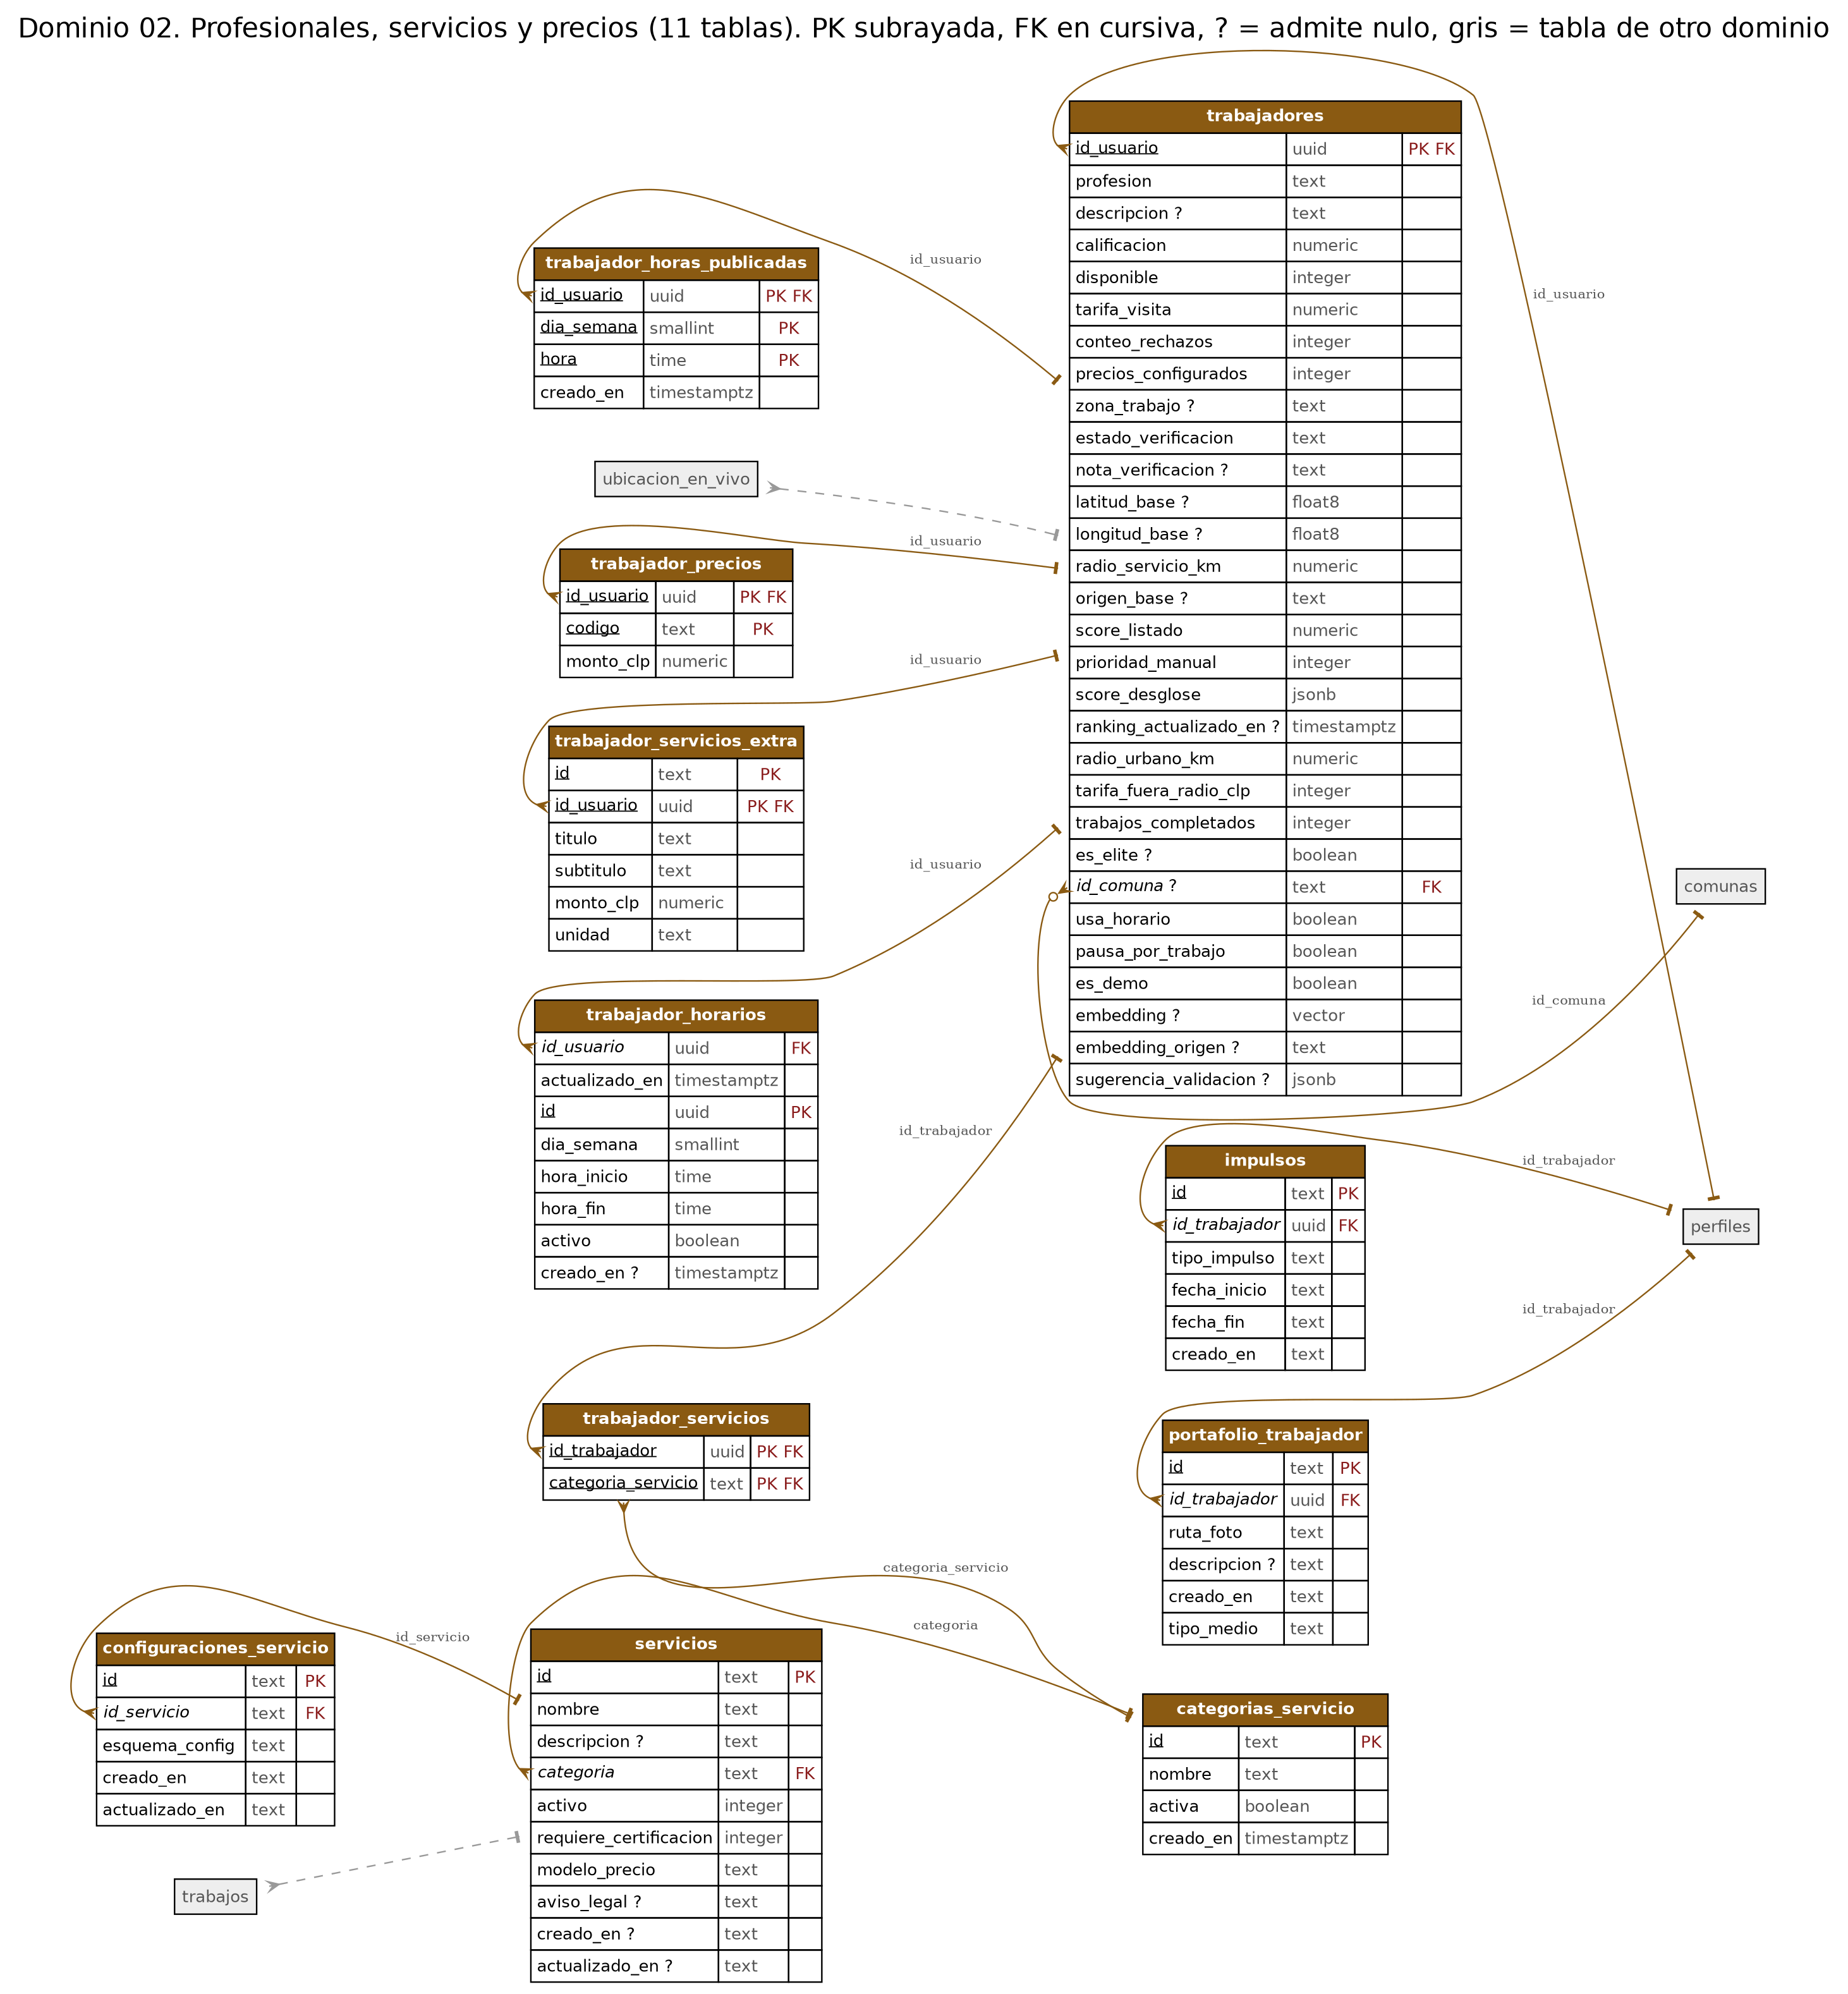 Dominio 02. Profesionales, servicios y precios (11 tablas). PK subrayada, FK en cursiva, ? = admite nulo, gris = tabla de otro dominio
trabajadores
id_usuario uuid PK FK
profesion text
descripcion ? text
calificacion numeric
disponible integer
tarifa_visita numeric
conteo_rechazos integer
precios_configurados integer
zona_trabajo ? text
estado_verificacion text
nota_verificacion ? text
latitud_base ? float8
longitud_base ? float8
radio_servicio_km numeric
origen_base ? text
score_listado numeric
prioridad_manual integer
score_desglose jsonb
ranking_actualizado_en ? timestamptz
radio_urbano_km numeric
tarifa_fuera_radio_clp integer
trabajos_completados integer
es_elite ? boolean
id_comuna ? text FK
usa_horario boolean
pausa_por_trabajo boolean
es_demo boolean
embedding ? vector
embedding_origen ? text
sugerencia_validacion ? jsonb
trabajador_horas_publicadas
id_usuario uuid PK FK
dia_semana smallint PK
hora time PK
creado_en timestamptz
id_usuario
id_usuario
ubicacion_en_vivo
id_usuario
trabajador_precios
id_usuario uuid PK FK
codigo text PK
monto_clp numeric
id_usuario
trabajador_servicios_extra
id text PK
id_usuario uuid PK FK
titulo text
subtitulo text
monto_clp numeric
unidad text
id_usuario
comunas
id_comuna
trabajador_horarios
id_usuario uuid FK
actualizado_en timestamptz
id uuid PK
dia_semana smallint
hora_inicio time
hora_fin time
activo boolean
creado_en ? timestamptz
id_trabajador
impulsos
id text PK
id_trabajador uuid FK
tipo_impulso text
fecha_inicio text
fecha_fin text
creado_en text
id_trabajador
perfiles
id_trabajador
trabajador_servicios
id_trabajador uuid PK FK
categoria_servicio text PK FK
portafolio_trabajador
id text PK
id_trabajador uuid FK
ruta_foto text
descripcion ? text
creado_en text
tipo_medio text
categoria_servicio
categoria
id_servicio
configuraciones_servicio
id text PK
id_servicio text FK
esquema_config text
creado_en text
actualizado_en text
servicios
id text PK
nombre text
descripcion ? text
categoria text FK
activo integer
requiere_certificacion integer
modelo_precio text
aviso_legal ? text
creado_en ? text
actualizado_en ? text
categorias_servicio
id text PK
nombre text
activa boolean
creado_en timestamptz
trabajos